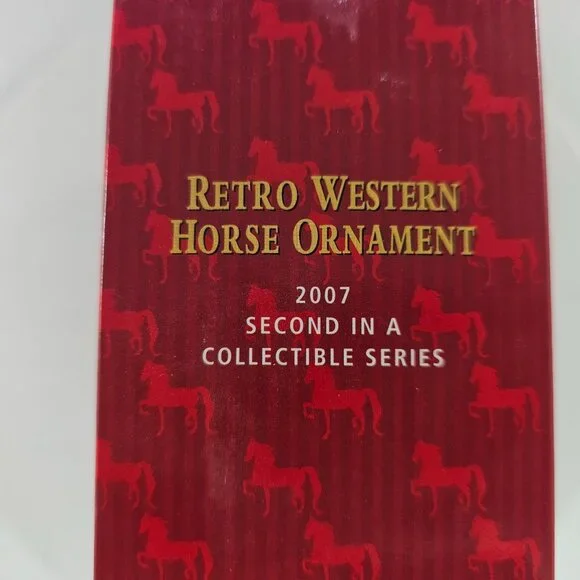 RETRO WESTERN
HORSE ORNAMENT
2007
SECOND IN A
COLLECTIBLE SERIES